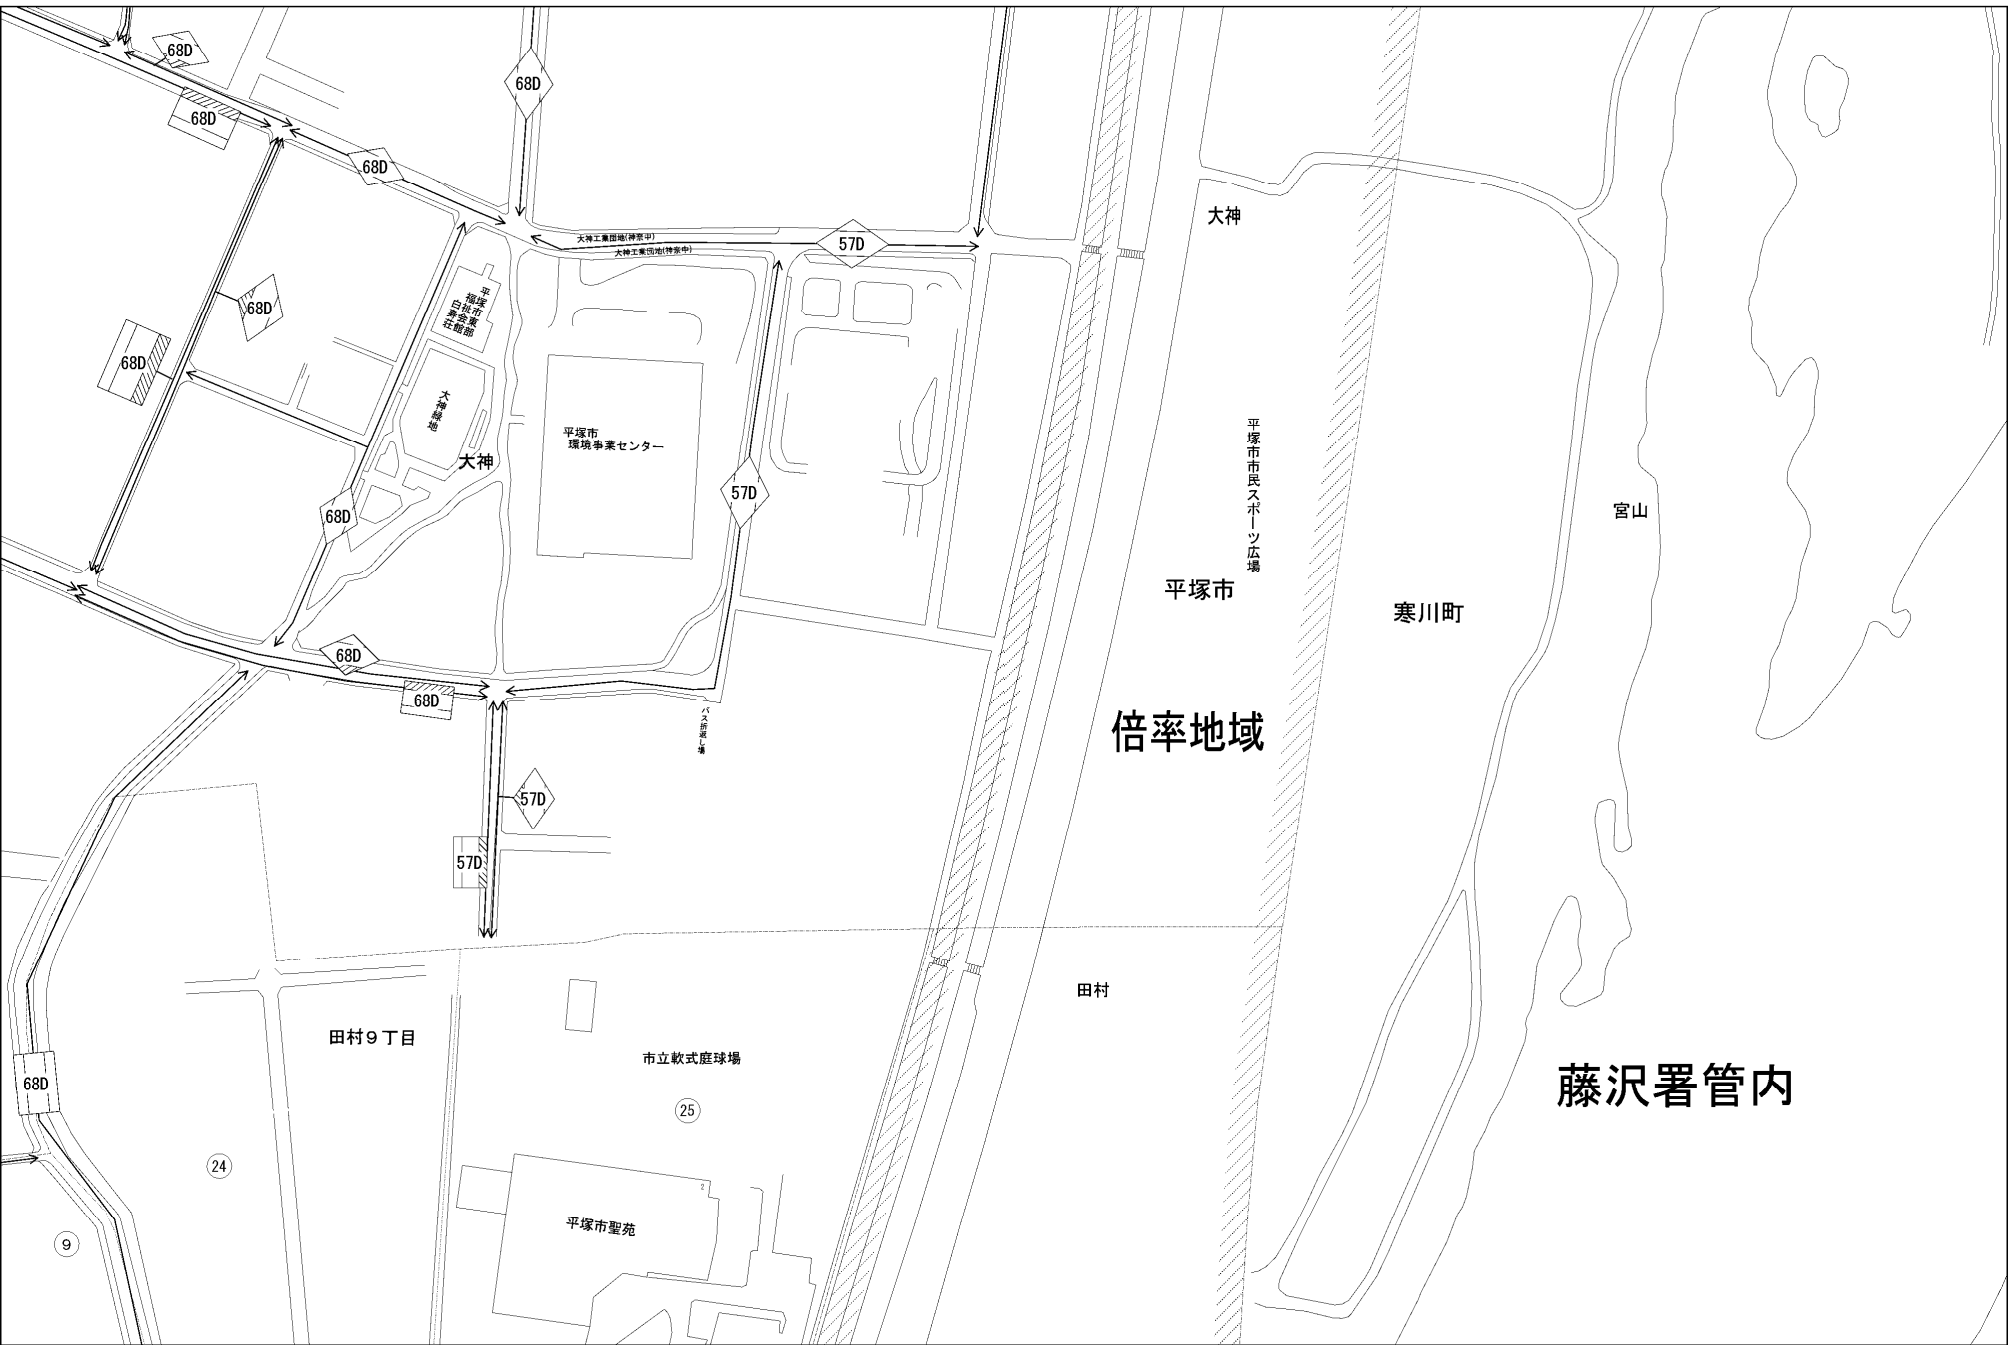 68D
68D
68D
68D
大神
大神工業団地(神奈中)
大神工業団地(神奈中)
57D
68D
平塚市東部
福祉会館
白寿荘
68D
大神緑地
平塚市
環境事業センター
大神
57D
平塚市市民スポーツ広場
宮山
68D
平塚市
寒川町
68D
68D
バス折返し場
倍率地域
57D
57D
田村
田村９丁目
市立軟式庭球場
68D
藤沢署管内
25
24
2
平塚市聖苑
9